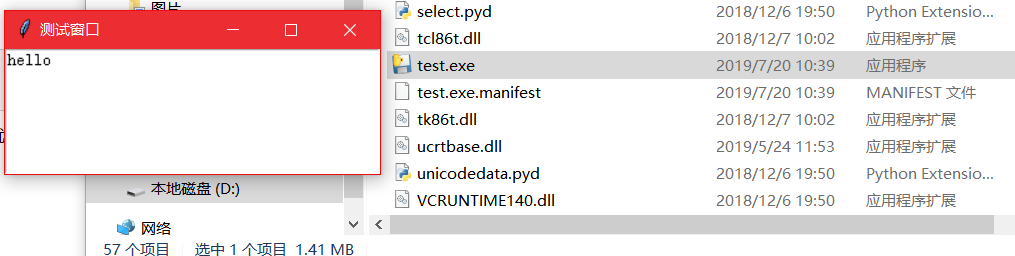 图片
测试窗口
hello
本地磁盘 (D:)
网络
57 个项目 选中 1 个项目 1.41 MB
select.pyd 2018/12/6 19:50 Python Extensio...
tcl86t.dll 2018/12/7 10:02 应用程序扩展
test.exe 2019/7/20 10:39 应用程序
test.exe.manifest 2019/7/20 10:39 MANIFEST 文件
tk86t.dll 2018/12/7 10:02 应用程序扩展
ucrtbase.dll 2019/5/24 11:53 应用程序扩展
unicodedata.pyd 2018/12/6 19:50 Python Extensio...
VCRUNTIME140.dll 2018/12/6 19:50 应用程序扩展